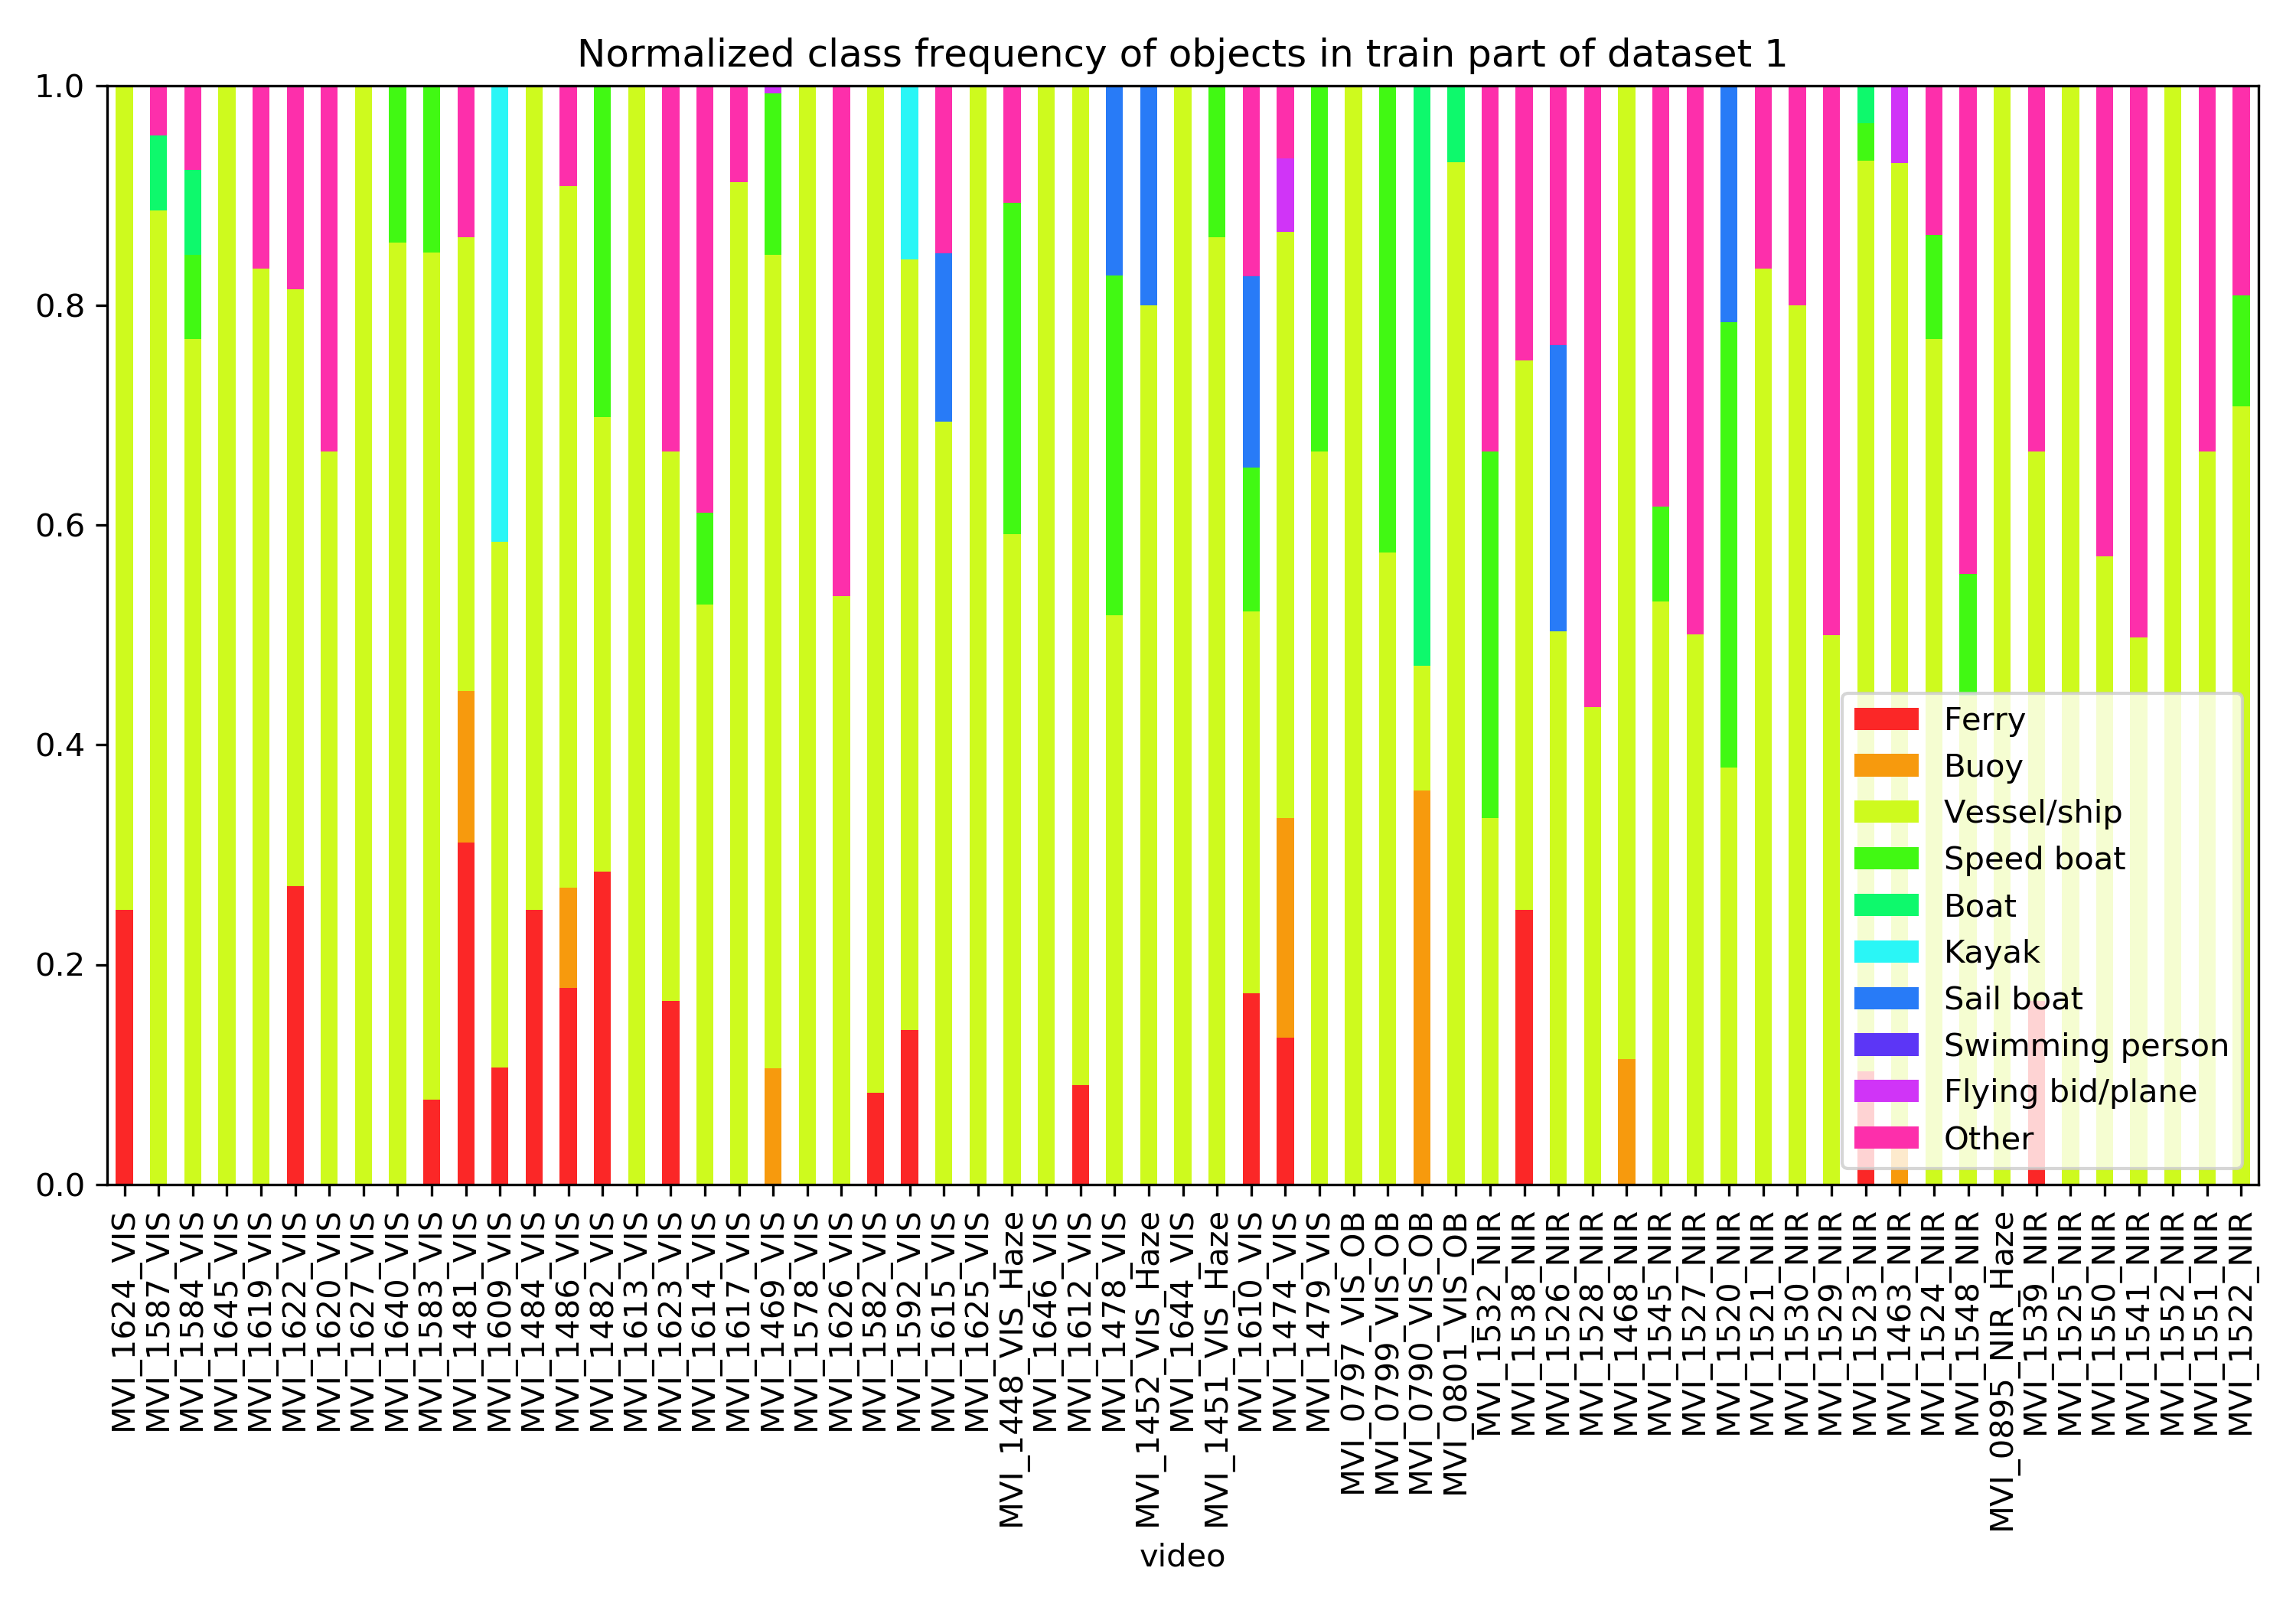 Normalized class frequency of objects in train part of dataset 1
1.0
0.8
0.6
0.4
0.2
0.0
Ferry
Buoy
Vessel/ship
Speed boat
Boat
Kayak
Sail boat
Swimming person
Flying bid/plane
Other
MVI_1624_VIS
MVI_1587_VIS
MVI_1584_VIS
MVI_1645_VIS
MVI_1619_VIS
MVI_1622_VIS
MVI_1620_VIS
MVI_1627_VIS
MVI_1640_VIS
MVI_1583_VIS
MVI_1481_VIS
MVI_1609_VIS
MVI_1484_VIS
MVI_1486_VIS
MVI_1482_VIS
MVI_1613_VIS
MVI_1623_VIS
MVI_1614_VIS
MVI_1617_VIS
MVI_1469_VIS
MVI_1578_VIS
MVI_1626_VIS
MVI_1582_VIS
MVI_1592_VIS
MVI_1615_VIS
MVI_1625_VIS
MVI_1448_VIS_Haze
MVI_1646_VIS
MVI_1612_VIS
MVI_1478_VIS
MVI_1452_VIS_Haze
MVI_1644_VIS
MVI_1451_VIS_Haze
MVI_1610_VIS
MVI_1474_VIS
MVI_1479_VIS
MVI_0797_VIS_OB
MVI_0799_VIS_OB
MVI_0790_VIS_OB
MVI_0801_VIS_OB
MVI_1532_NIR
MVI_1538_NIR
MVI_1526_NIR
MVI_1528_NIR
MVI_1468_NIR
MVI_1545_NIR
MVI_1527_NIR
MVI_1520_NIR
MVI_1521_NIR
MVI_1530_NIR
MVI_1529_NIR
MVI_1523_NIR
MVI_1463_NIR
MVI_1524_NIR
MVI_1548_NIR
MVI_0895_NIR_Haze
MVI_1539_NIR
MVI_1525_NIR
MVI_1550_NIR
MVI_1541_NIR
MVI_1552_NIR
MVI_1551_NIR
MVI_1522_NIR
video